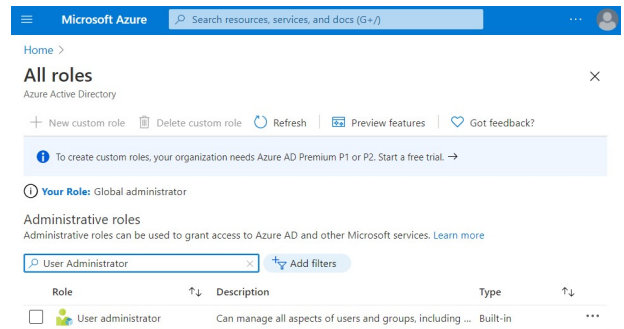 Microsoft Azure
Search resources, services, and docs (G+/)
...
Home >
All roles
Azure Active Directory
+ New custom role Delete custom role Refresh Preview features Got feedback?
To create custom roles, your organization needs Azure AD Premium P1 or P2. Start a free trial. →
Your Role: Global administrator
Administrative roles
Administrative roles can be used to grant access to Azure AD and other Microsoft services. Learn more
User Administrator
Add filters
Role ↑↓ Description Type ↑↓
User administrator Can manage all aspects of users and groups, including ... Built-in ...